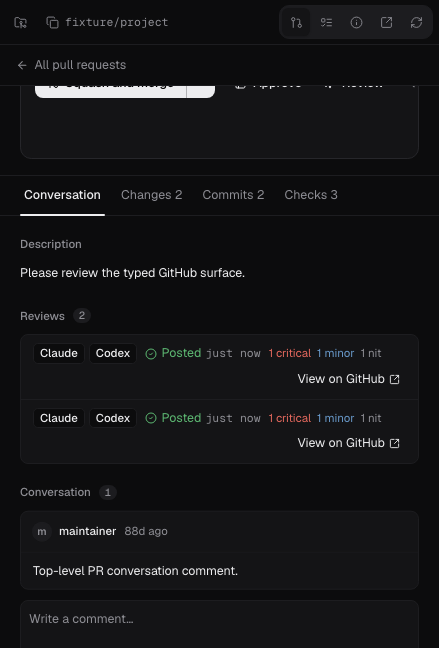 fixture/project
All pull requests
Squash and merge Approve Review
Conversation Changes 2 Commits 2 Checks 3
Description
Please review the typed GitHub surface.
Reviews 2
Claude Codex Posted just now 1 critical 1 minor 1 nit
View on GitHub
Claude Codex Posted just now 1 critical 1 minor 1 nit
View on GitHub
Conversation 1
m maintainer 88d ago
Top-level PR conversation comment.
Write a comment...